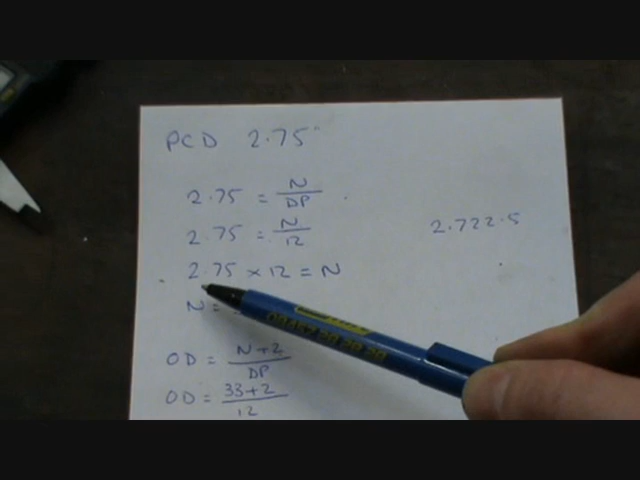 PCD 2.75"
2.75 = N/DP
2.75 = N/12
2.722.5
2.75 × 12 = N
N =
OD = N+2/DP
OD = 33+2/12